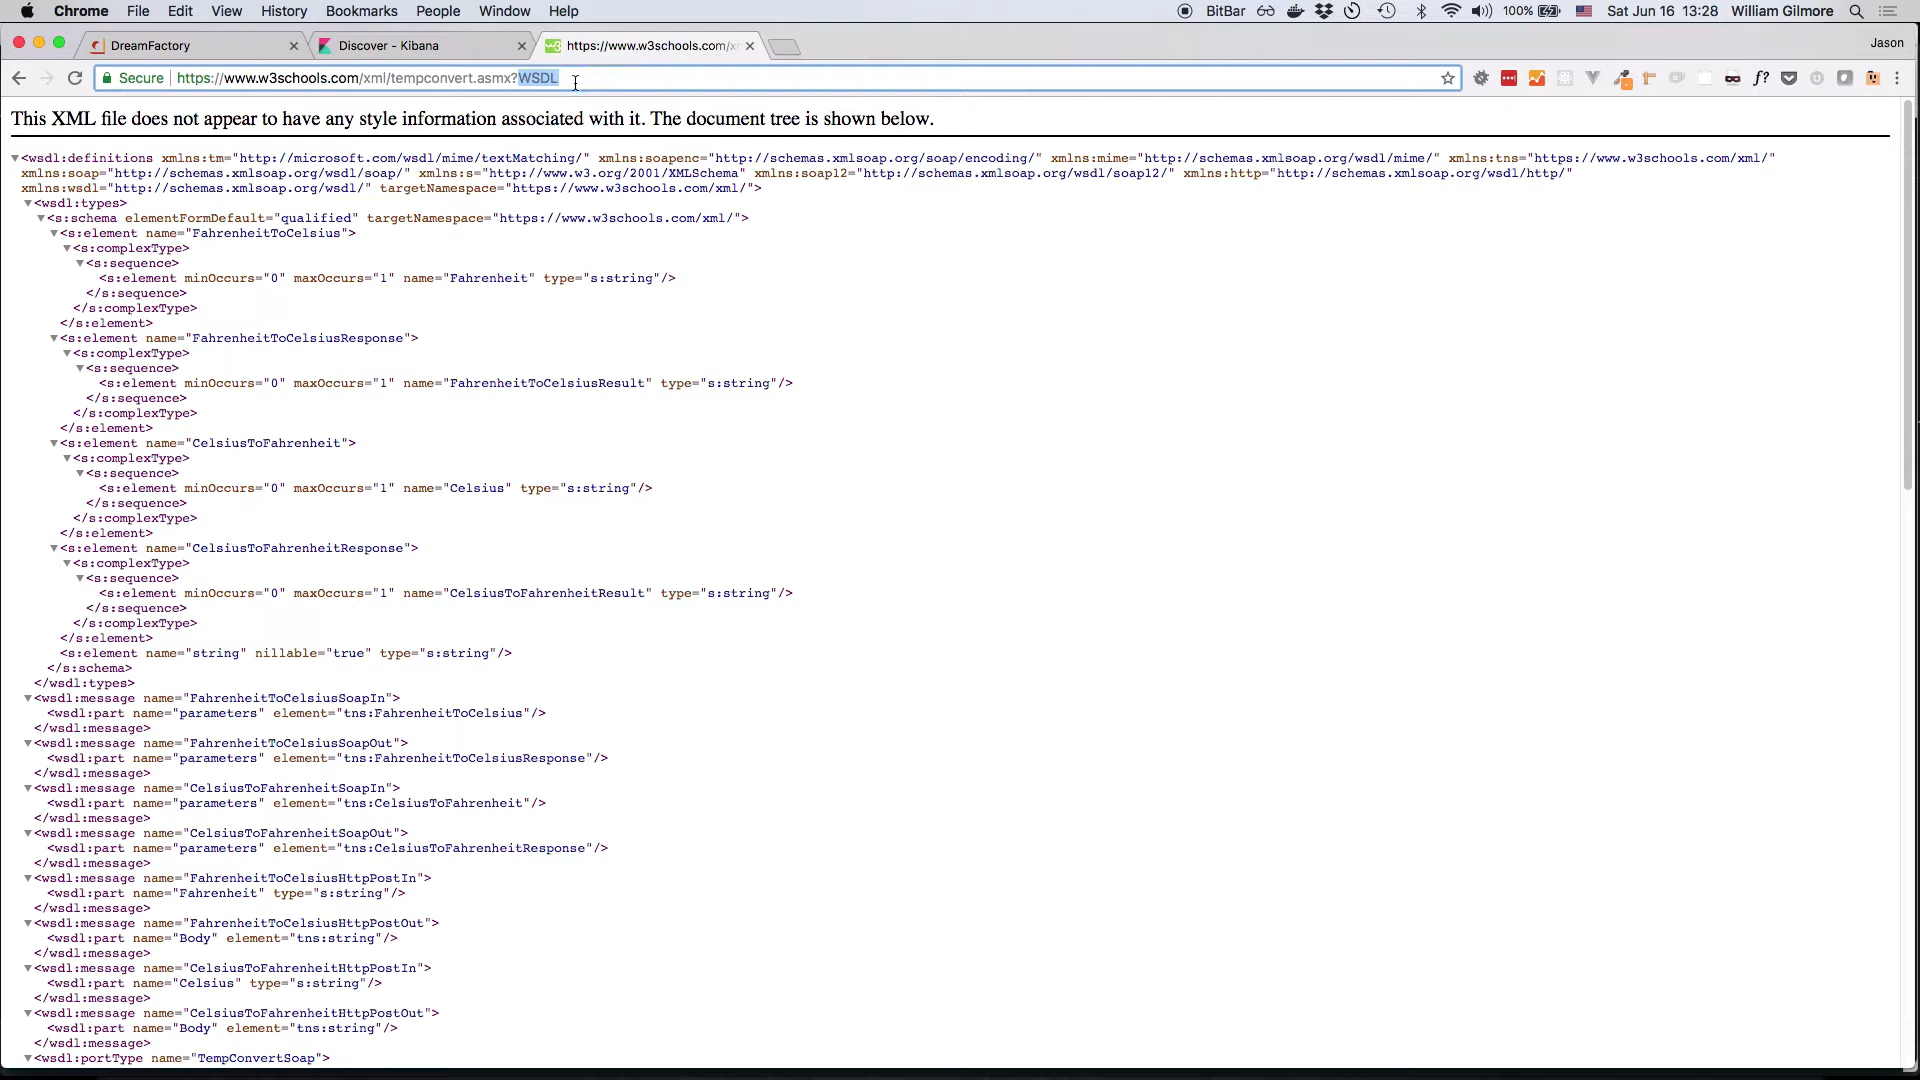 Chrome File Edit View History Bookmarks People Window Help BitBar 100% Sat Jun 16 13:28 William Gilmore
DreamFactory Discover - Kibana https://www.w3schools.com/x Jason
Secure https://www.w3schools.com/xml/tempconvert.asmx?WSDL f?
This XML file does not appear to have any style information associated with it. The document tree is shown below.
<wsdl:definitions xmlns:tm="http://microsoft.com/wsdl/mime/textMatching/" xmlns:soapenc="http://schemas.xmlsoap.org/soap/encoding/" xmlns:mime="http://schemas.xmlsoap.org/wsdl/mime/" xmlns:tns="https://www.w3schools.com/xml/"
xmlns:soap="http://schemas.xmlsoap.org/wsdl/soap/" xmlns:s="http://www.w3.org/2001/XMLSchema" xmlns:soap12="http://schemas.xmlsoap.org/wsdl/soap12/" xmlns:http="http://schemas.xmlsoap.org/wsdl/http/"
xmlns:wsdl="http://schemas.xmlsoap.org/wsdl/" targetNamespace="https://www.w3schools.com/xml/">
<wsdl:types>
<s:schema elementFormDefault="qualified" targetNamespace="https://www.w3schools.com/xml/">
<s:element name="FahrenheitToCelsius">
<s:complexType>
<s:sequence>
<s:element minOccurs="0" maxOccurs="1" name="Fahrenheit" type="s:string"/>
</s:sequence>
</s:complexType>
</s:element>
<s:element name="FahrenheitToCelsiusResponse">
<s:complexType>
<s:sequence>
<s:element minOccurs="0" maxOccurs="1" name="FahrenheitToCelsiusResult" type="s:string"/>
</s:sequence>
</s:complexType>
</s:element>
<s:element name="CelsiusToFahrenheit">
<s:complexType>
<s:sequence>
<s:element minOccurs="0" maxOccurs="1" name="Celsius" type="s:string"/>
</s:sequence>
</s:complexType>
</s:element>
<s:element name="CelsiusToFahrenheitResponse">
<s:complexType>
<s:sequence>
<s:element minOccurs="0" maxOccurs="1" name="CelsiusToFahrenheitResult" type="s:string"/>
</s:sequence>
</s:complexType>
</s:element>
<s:element name="string" nillable="true" type="s:string"/>
</s:schema>
</wsdl:types>
<wsdl:message name="FahrenheitToCelsiusSoapIn">
<wsdl:part name="parameters" element="tns:FahrenheitToCelsius"/>
</wsdl:message>
<wsdl:message name="FahrenheitToCelsiusSoapOut">
<wsdl:part name="parameters" element="tns:FahrenheitToCelsiusResponse"/>
</wsdl:message>
<wsdl:message name="CelsiusToFahrenheitSoapIn">
<wsdl:part name="parameters" element="tns:CelsiusToFahrenheit"/>
</wsdl:message>
<wsdl:message name="CelsiusToFahrenheitSoapOut">
<wsdl:part name="parameters" element="tns:CelsiusToFahrenheitResponse"/>
</wsdl:message>
<wsdl:message name="FahrenheitToCelsiusHttpPostIn">
<wsdl:part name="Fahrenheit" type="s:string"/>
</wsdl:message>
<wsdl:message name="FahrenheitToCelsiusHttpPostOut">
<wsdl:part name="Body" element="tns:string"/>
</wsdl:message>
<wsdl:message name="CelsiusToFahrenheitHttpPostIn">
<wsdl:part name="Celsius" type="s:string"/>
</wsdl:message>
<wsdl:message name="CelsiusToFahrenheitHttpPostOut">
<wsdl:part name="Body" element="tns:string"/>
</wsdl:message>
<wsdl:portType name="TempConvertSoap">